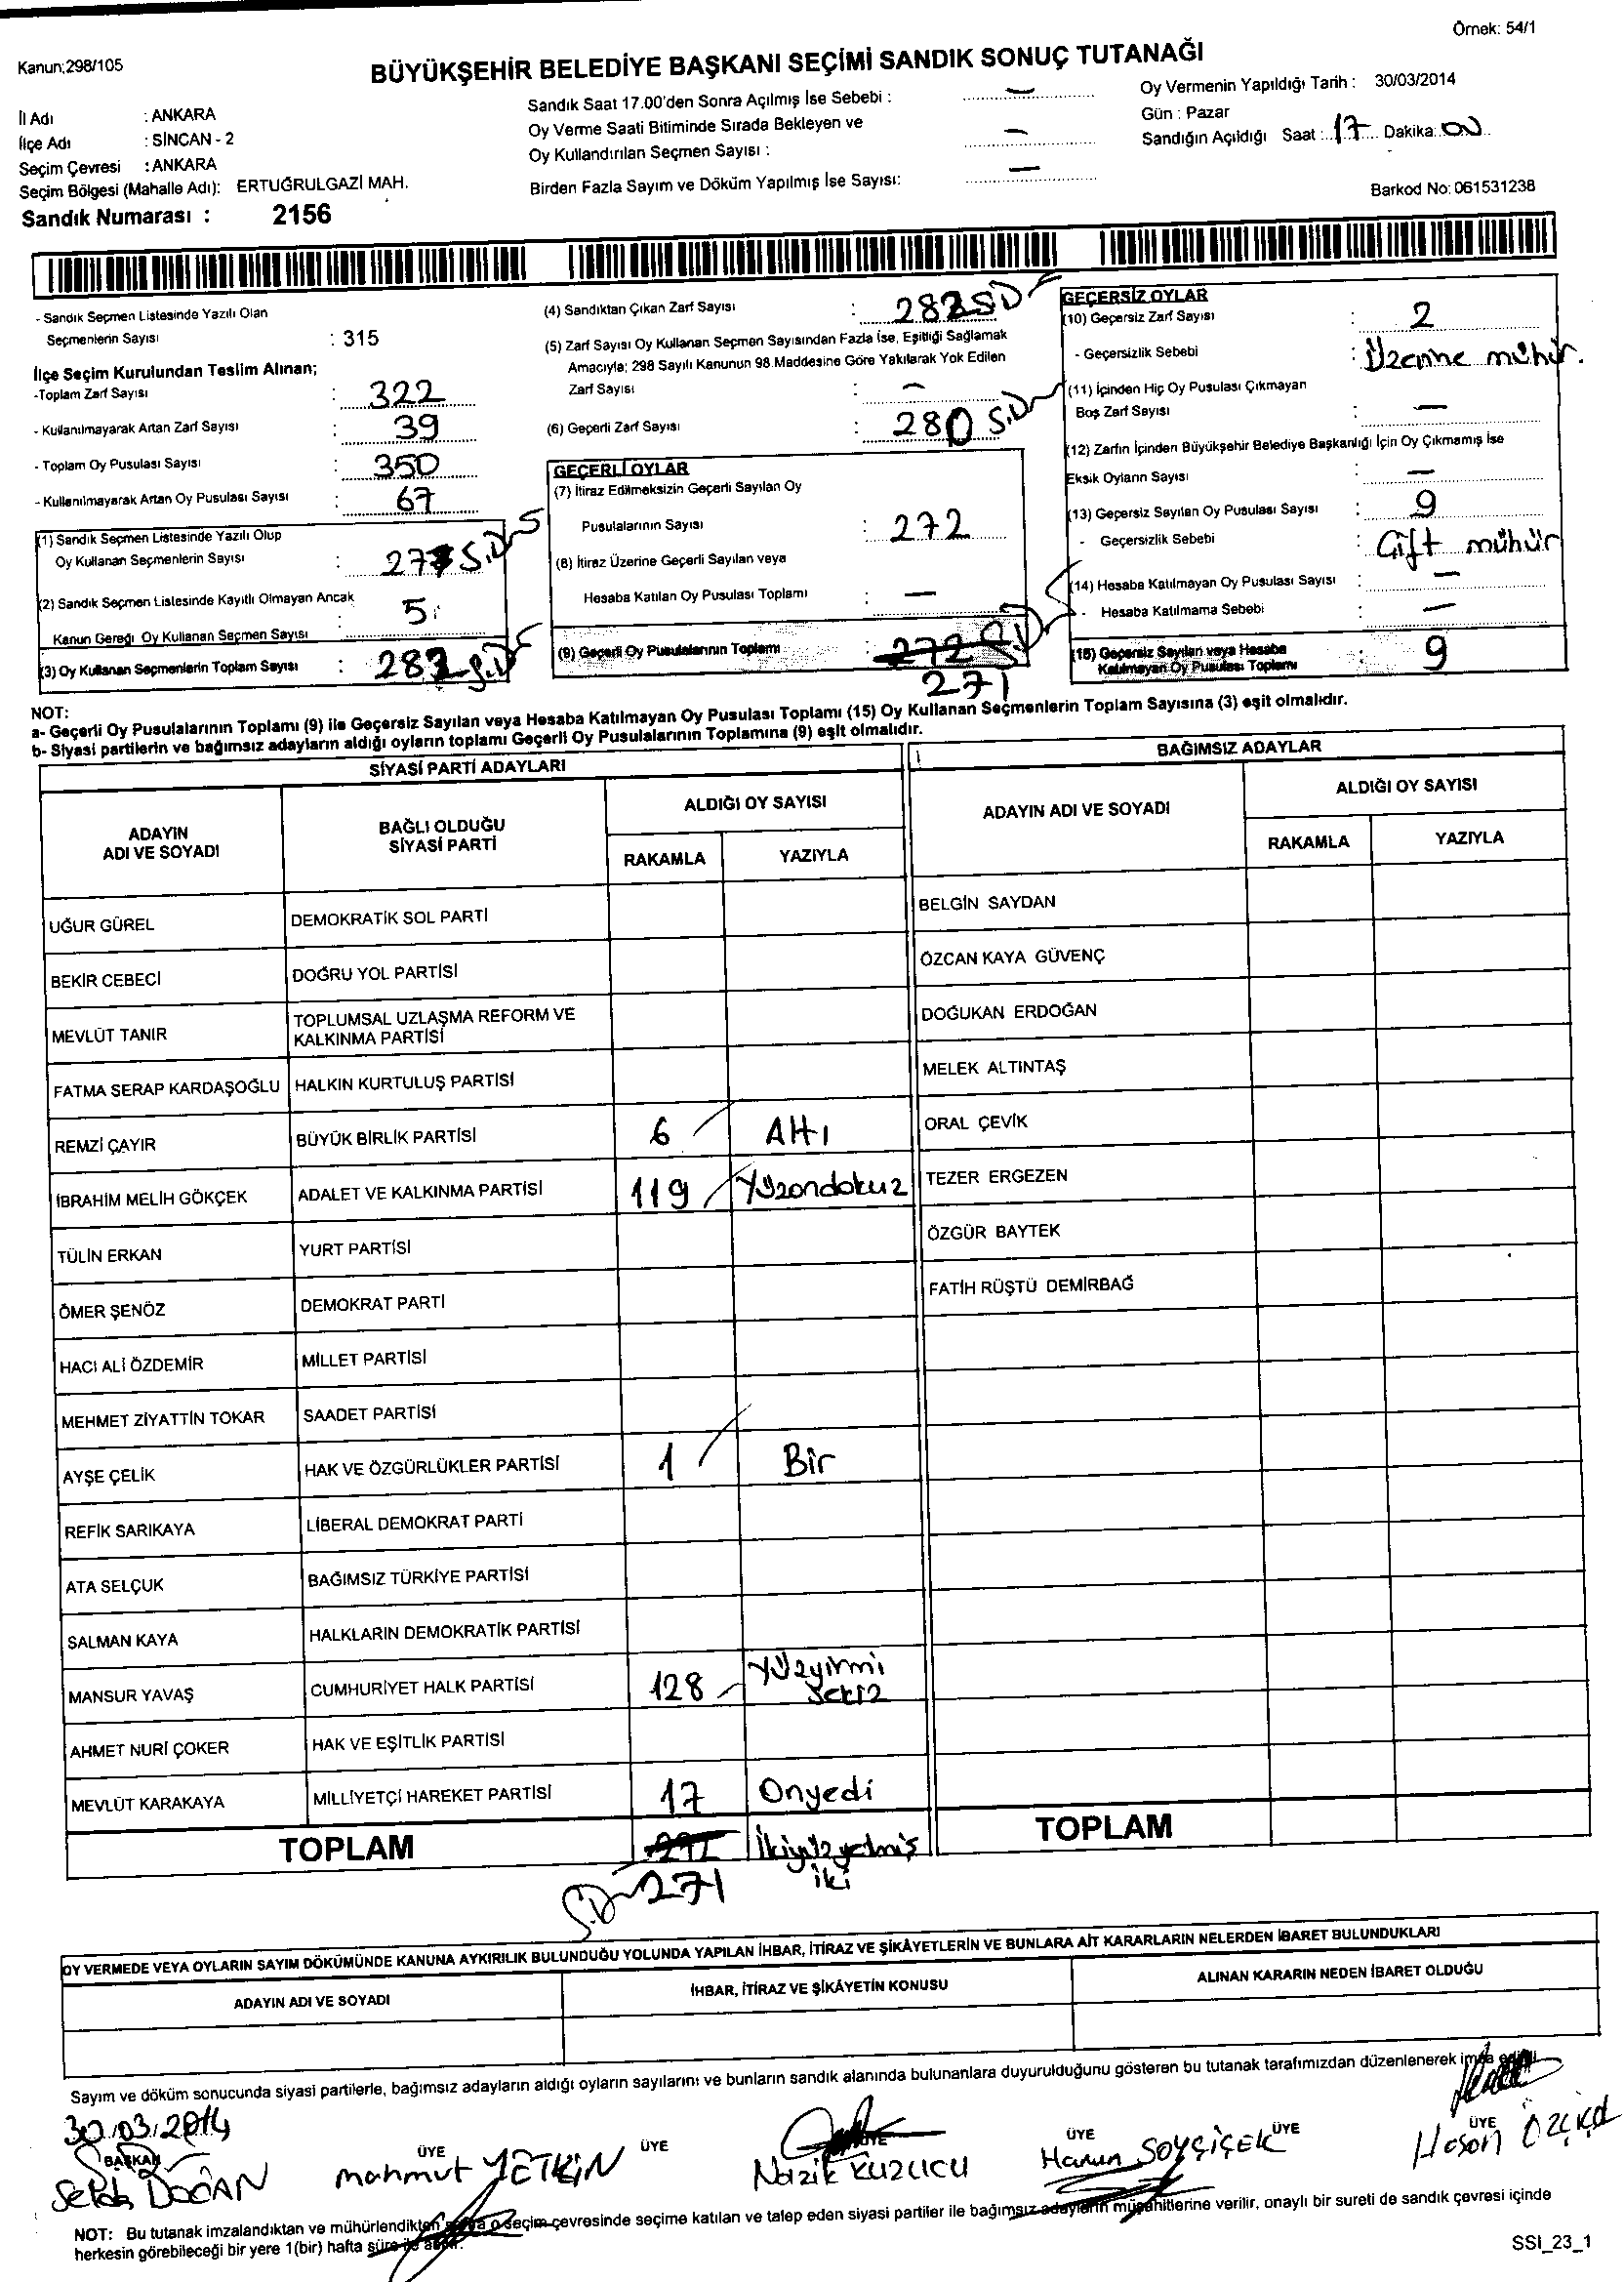 Örnek: 54/1
Kanun:298/105
BÜYÜKŞEHİR BELEDİYE BAŞKANI SEÇİMİ SANDIK SONUÇ TUTANAĞI
İl Adı : ANKARA
İlçe Adı : SİNCAN - 2
Seçim Çevresi : ANKARA
Seçim Bölgesi (Mahalle Adı): ERTUĞRULGAZİ MAH.
Sandık Numarası : 2156
Sandık Saat 17.00'den Sonra Açılmış İse Sebebi : —
Oy Verme Saati Bitiminde Sırada Bekleyen ve
Oy Kullandırılan Seçmen Sayısı : —
Birden Fazla Sayım ve Döküm Yapılmış İse Sayısı: —
Oy Vermenin Yapıldığı Tarih : 30/03/2014
Gün : Pazar
Sandığın Açıldığı Saat : 17 Dakika: 00
Barkod No: 061531238
- Sandık Seçmen Listesinde Yazılı Olan
Seçmenlerin Sayısı : 315
İlçe Seçim Kurulundan Teslim Alınan;
-Toplam Zarf Sayısı : 322
- Kullanılmayarak Artan Zarf Sayısı : 39
- Toplam Oy Pusulası Sayısı : 350
- Kullanılmayarak Artan Oy Pusulası Sayısı : 67
(1) Sandık Seçmen Listesinde Yazılı Olup
Oy Kullanan Seçmenlerin Sayısı : S.D
(2) Sandık Seçmen Listesinde Kayıtlı Olmayan Ancak
Kanun Gereği Oy Kullanan Seçmen Sayısı : 5
(3) Oy Kullanan Seçmenlerin Toplam Sayısı : S.D
(4) Sandıktan Çıkan Zarf Sayısı : S.D
(5) Zarf Sayısı Oy Kullanan Seçmen Sayısından Fazla İse, Eşitliği Sağlamak
Amacıyla; 298 Sayılı Kanunun 98.Maddesine Göre Yakılarak Yok Edilen
Zarf Sayısı : —
(6) Geçerli Zarf Sayısı : 280 S.D
GEÇERLİ OYLAR
(7) İtiraz Edilmeksizin Geçerli Sayılan Oy
Pusulalarının Sayısı : 272
(8) İtiraz Üzerine Geçerli Sayılan veya
Hesaba Katılan Oy Pusulası Toplamı : —
(9) Geçerli Oy Pusulalarının Toplamı : 272 S.D
271
GEÇERSİZ OYLAR
(10) Geçersiz Zarf Sayısı : 2
- Geçersizlik Sebebi : Üzerine mühür.
(11) İçinden Hiç Oy Pusulası Çıkmayan
Boş Zarf Sayısı : —
(12) Zarfın İçinden Büyükşehir Belediye Başkanlığı İçin Oy Çıkmamış İse
Eksik Oyların Sayısı : —
(13) Geçersiz Sayılan Oy Pusulası Sayısı : 9
- Geçersizlik Sebebi : Çift mühür
(14) Hesaba Katılmayan Oy Pusulası Sayısı : —
- Hesaba Katılmama Sebebi : —
(15) Geçersiz Sayılan veya Hesaba
Katılmayan Oy Pusulası Toplamı : 9
NOT:
a- Geçerli Oy Pusulalarının Toplamı (9) ile Geçersiz Sayılan veya Hesaba Katılmayan Oy Pusulası Toplamı (15) Oy Kullanan Seçmenlerin Toplam Sayısına (3) eşit olmalıdır.
b- Siyasi partilerin ve bağımsız adayların aldığı oyların toplamı Geçerli Oy Pusulalarının Toplamına (9) eşit olmalıdır.
SİYASİ PARTİ ADAYLARI
ADAYIN ADI VE SOYADI
BAĞLI OLDUĞU SİYASİ PARTİ
ALDIĞI OY SAYISI
RAKAMLA YAZIYLA
UĞUR GÜREL DEMOKRATİK SOL PARTİ
BEKİR CEBECİ DOĞRU YOL PARTİSİ
MEVLÜT TANIR TOPLUMSAL UZLAŞMA REFORM VE KALKINMA PARTİSİ
FATMA SERAP KARDAŞOĞLU HALKIN KURTULUŞ PARTİSİ
REMZİ ÇAYIR BÜYÜK BİRLİK PARTİSİ 6 Altı
İBRAHİM MELİH GÖKÇEK ADALET VE KALKINMA PARTİSİ 119 Yüzondokuz
TÜLİN ERKAN YURT PARTİSİ
ÖMER ŞENÖZ DEMOKRAT PARTİ
HACI ALİ ÖZDEMİR MİLLET PARTİSİ
MEHMET ZİYATTİN TOKAR SAADET PARTİSİ
AYŞE ÇELİK HAK VE ÖZGÜRLÜKLER PARTİSİ 1 Bir
REFİK SARIKAYA LİBERAL DEMOKRAT PARTİ
ATA SELÇUK BAĞIMSIZ TÜRKİYE PARTİSİ
SALMAN KAYA HALKLARIN DEMOKRATİK PARTİSİ
MANSUR YAVAŞ CUMHURİYET HALK PARTİSİ 128 Yüzyirmi sekiz
AHMET NURİ ÇOKER HAK VE EŞİTLİK PARTİSİ
MEVLÜT KARAKAYA MİLLİYETÇİ HAREKET PARTİSİ 17 Onyedi
TOPLAM 272 İkiyüzyetmiş iki
S.D 271
BAĞIMSIZ ADAYLAR
ADAYIN ADI VE SOYADI
ALDIĞI OY SAYISI
RAKAMLA YAZIYLA
BELGİN SAYDAN
ÖZCAN KAYA GÜVENÇ
DOĞUKAN ERDOĞAN
MELEK ALTINTAŞ
ORAL ÇEVİK
TEZER ERGEZEN
ÖZGÜR BAYTEK
FATİH RÜŞTÜ DEMİRBAĞ
TOPLAM
OY VERMEDE VEYA OYLARIN SAYIM DÖKÜMÜNDE KANUNA AYKIRILIK BULUNDUĞU YOLUNDA YAPILAN İHBAR, İTİRAZ VE ŞİKÂYETLERİN VE BUNLARA AİT KARARLARIN NELERDEN İBARET BULUNDUKLARI
ADAYIN ADI VE SOYADI
İHBAR, İTİRAZ VE ŞİKÂYETİN KONUSU
ALINAN KARARIN NEDEN İBARET OLDUĞU
Sayım ve döküm sonucunda siyasi partilerle, bağımsız adayların aldığı oyların sayılarını ve bunların sandık alanında bulunanlara duyurulduğunu gösteren bu tutanak tarafımızdan düzenlenerek imza edildi
30/03/2014
BAŞKAN ÜYE ÜYE ÜYE ÜYE ÜYE ÜYE
DOĞAN mahmut YETKİN Nazik KUZUCU Harun SOYÇİÇEK Hasan
NOT: Bu tutanak imzalandıktan ve mühürlendikten sonra o seçim çevresinde seçime katılan ve talep eden siyasi partiler ile bağımsız adayların müşahitlerine verilir, onaylı bir sureti de sandık çevresi içinde
herkesin görebileceği bir yere 1(bir) hafta süre ile asılır.
SSI_23_1